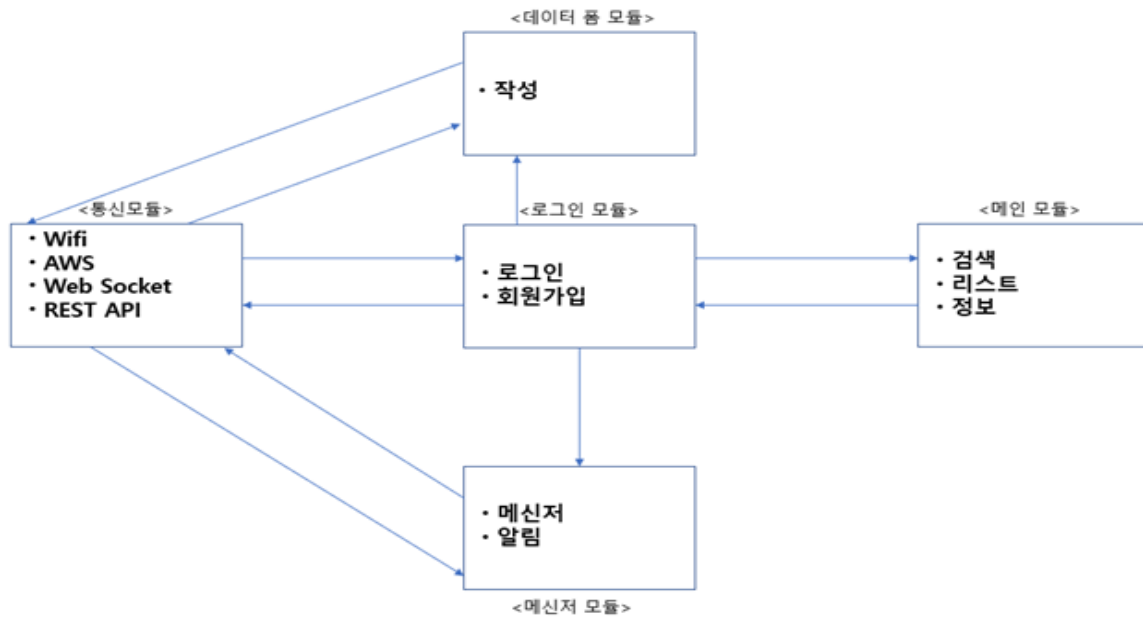 <데이터 폼 모듈>
· 작성
<통신모듈>
· Wifi
· AWS
· Web Socket
· REST API
<로그인 모듈>
· 로그인
· 회원가입
<메인 모듈>
· 검색
· 리스트
· 정보
· 메신저
· 알림
<메신저 모듈>